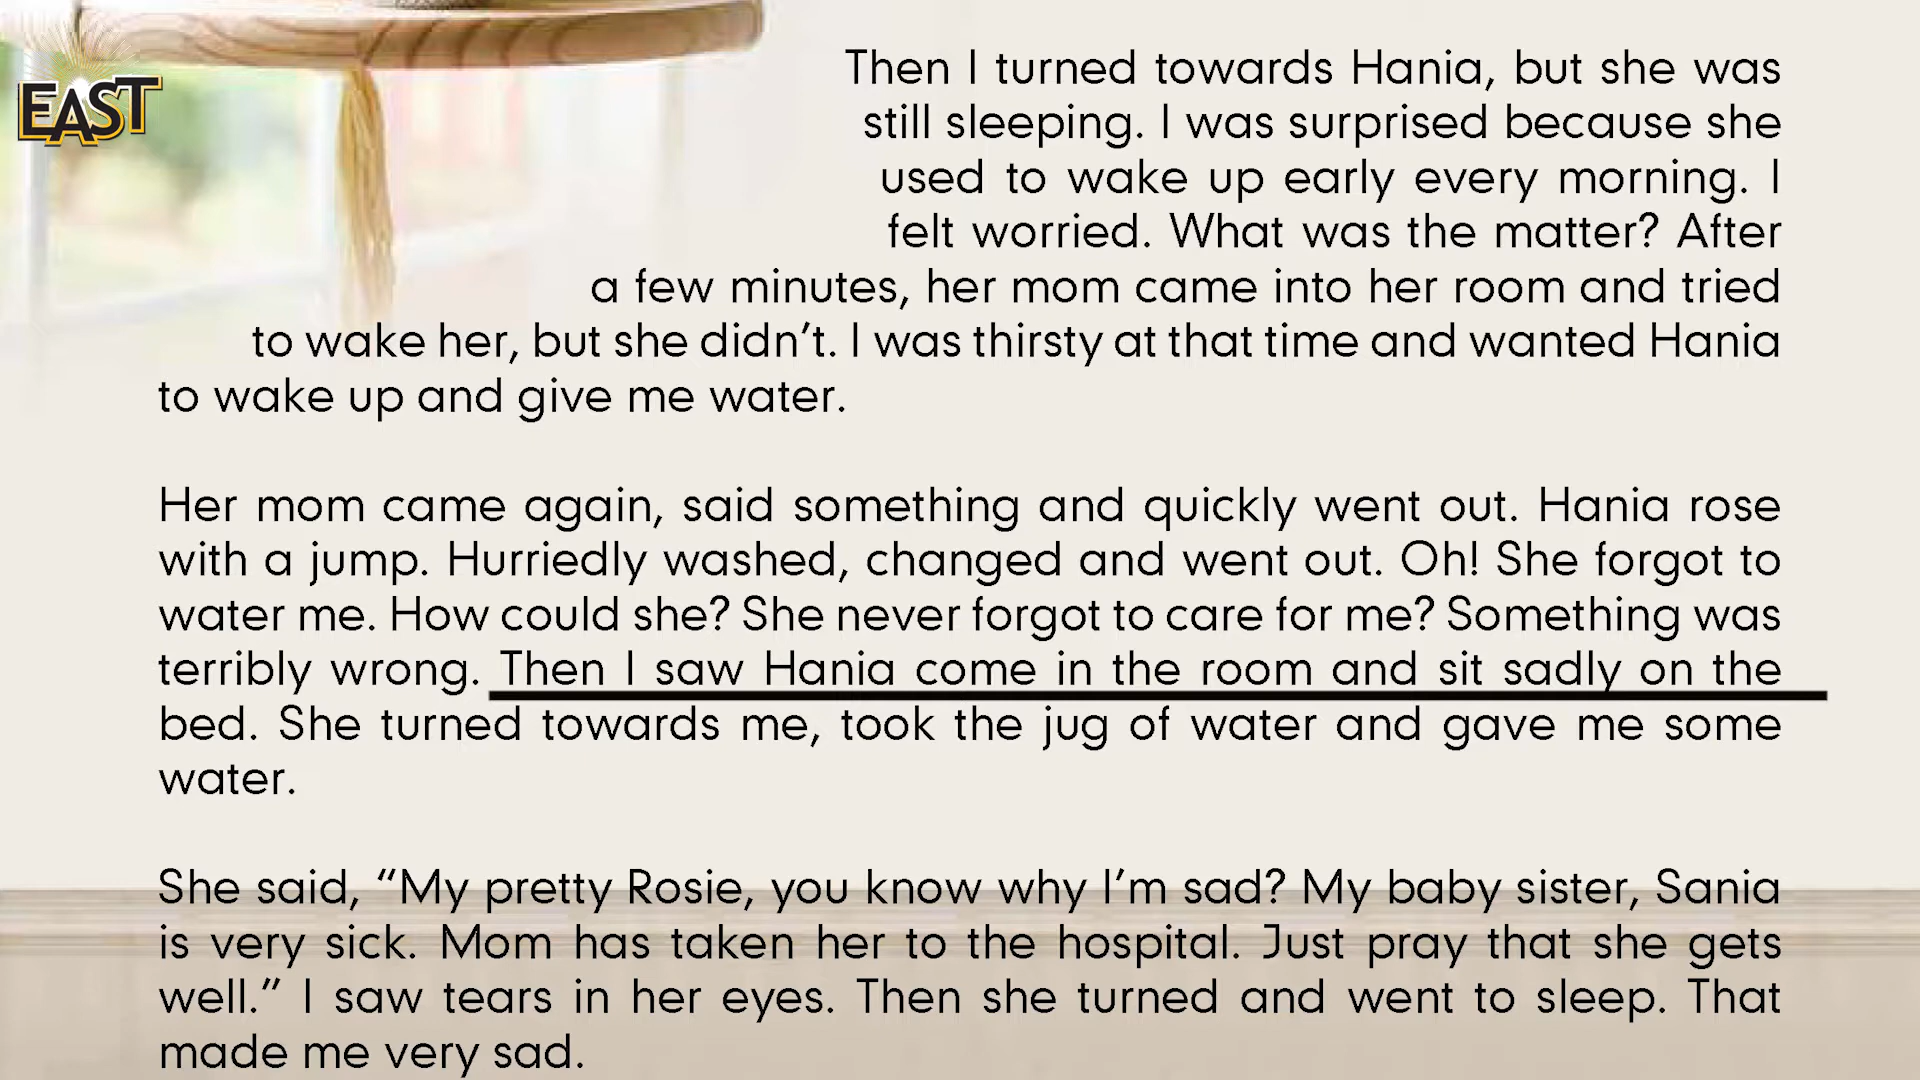 EAST
Then I turned towards Hania, but she was
still sleeping. I was surprised because she
used to wake up early every morning. I
felt worried. What was the matter? After
a few minutes, her mom came into her room and tried
to wake her, but she didn’t. I was thirsty at that time and wanted Hania
to wake up and give me water.
Her mom came again, said something and quickly went out. Hania rose
with a jump. Hurriedly washed, changed and went out. Oh! She forgot to
water me. How could she? She never forgot to care for me? Something was
terribly wrong. Then I saw Hania come in the room and sit sadly on the
bed. She turned towards me, took the jug of water and gave me some
water.
She said, “My pretty Rosie, you know why I’m sad? My baby sister, Sania
is very sick. Mom has taken her to the hospital. Just pray that she gets
well.” I saw tears in her eyes. Then she turned and went to sleep. That
made me very sad.